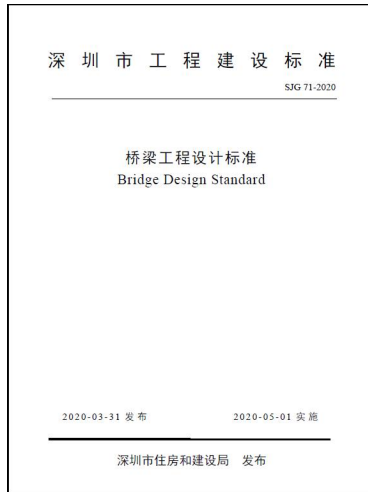 深圳市工程建设标准
SJG 71-2020
桥梁工程设计标准
Bridge Design Standard
2020-03-31 发布 2020-05-01 实施
深圳市住房和建设局 发布